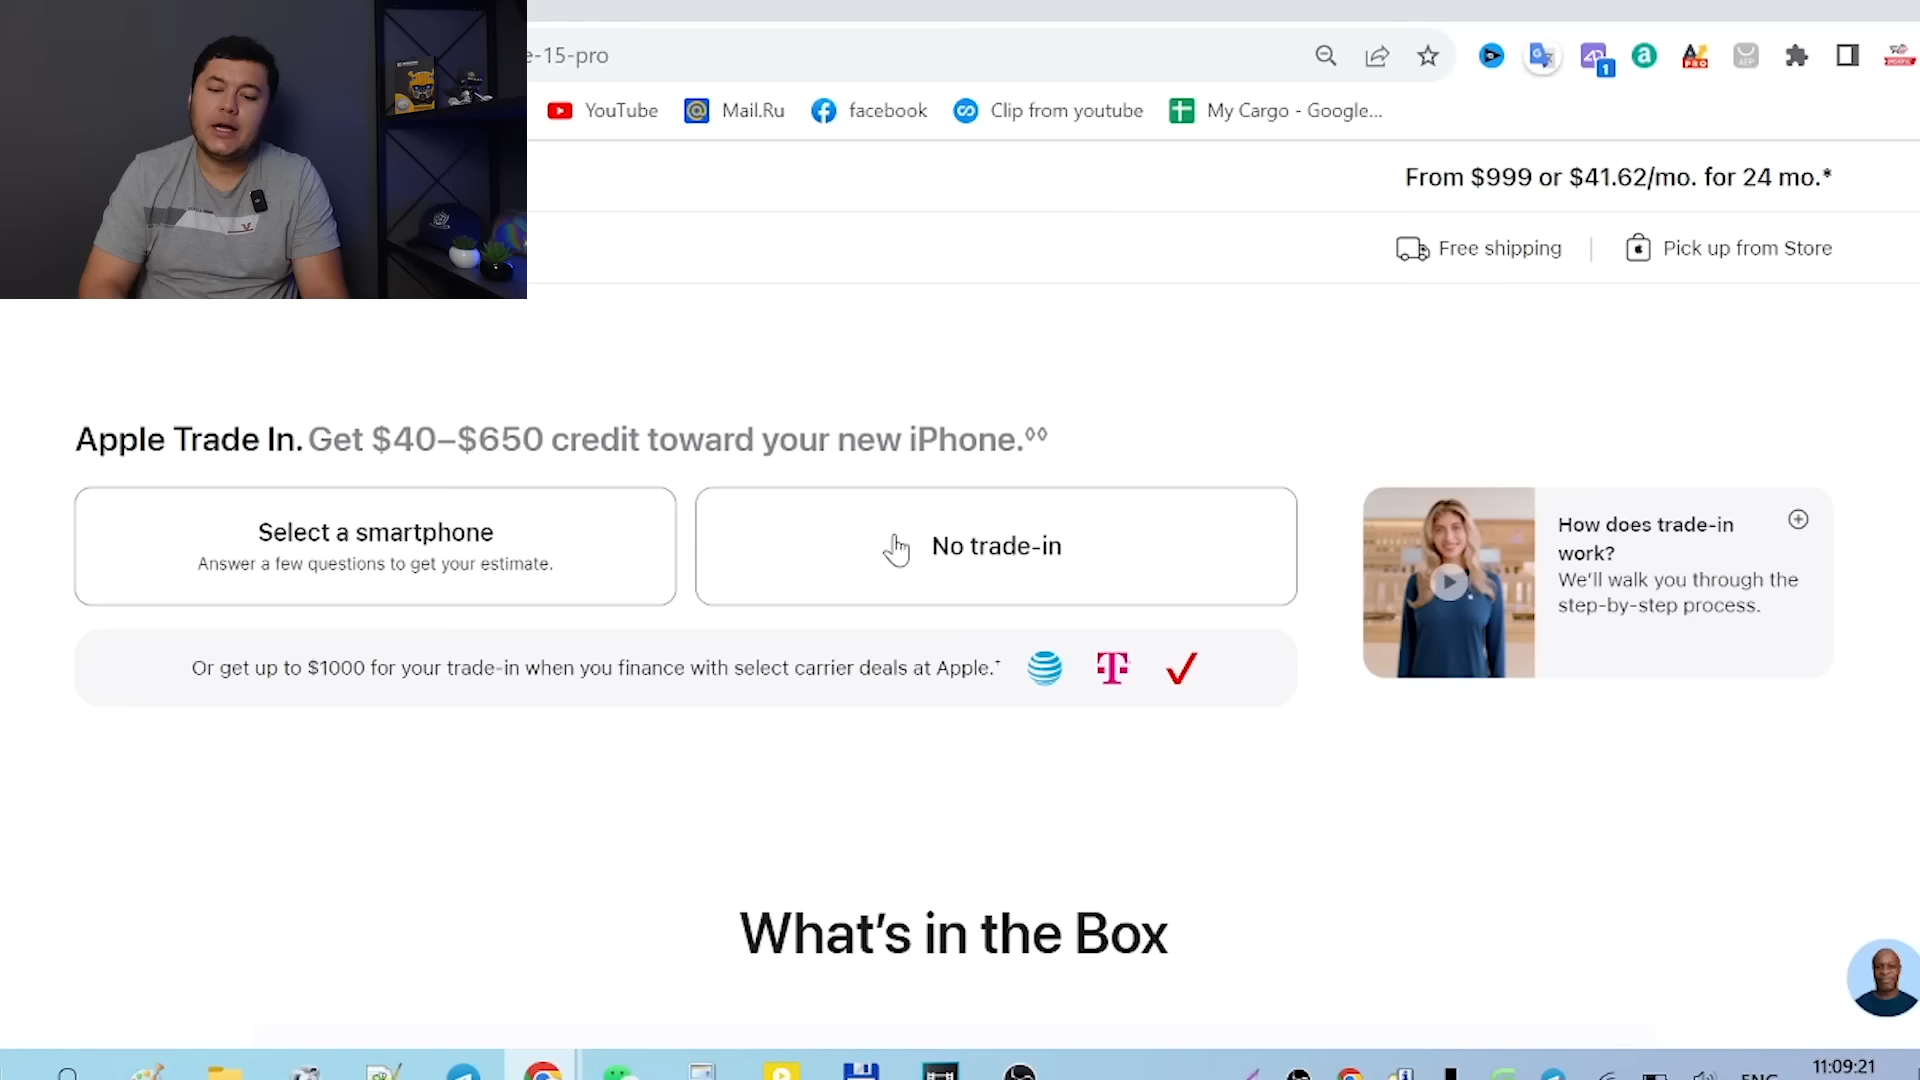 e-15-pro
1
PRO
AEP
YouTube
Mail.Ru
facebook
Clip from youtube
My Cargo - Google...
From $999 or $41.62/mo. for 24 mo.*
Free shipping
Pick up from Store
Apple Trade In. Get $40–$650 credit toward your new iPhone.◊◊
Select a smartphone
Answer a few questions to get your estimate.
No trade-in
How does trade-in
work?
We’ll walk you through the
step-by-step process.
Or get up to $1000 for your trade-in when you finance with select carrier deals at Apple.⁺
What’s in the Box
11:09:21
ENG